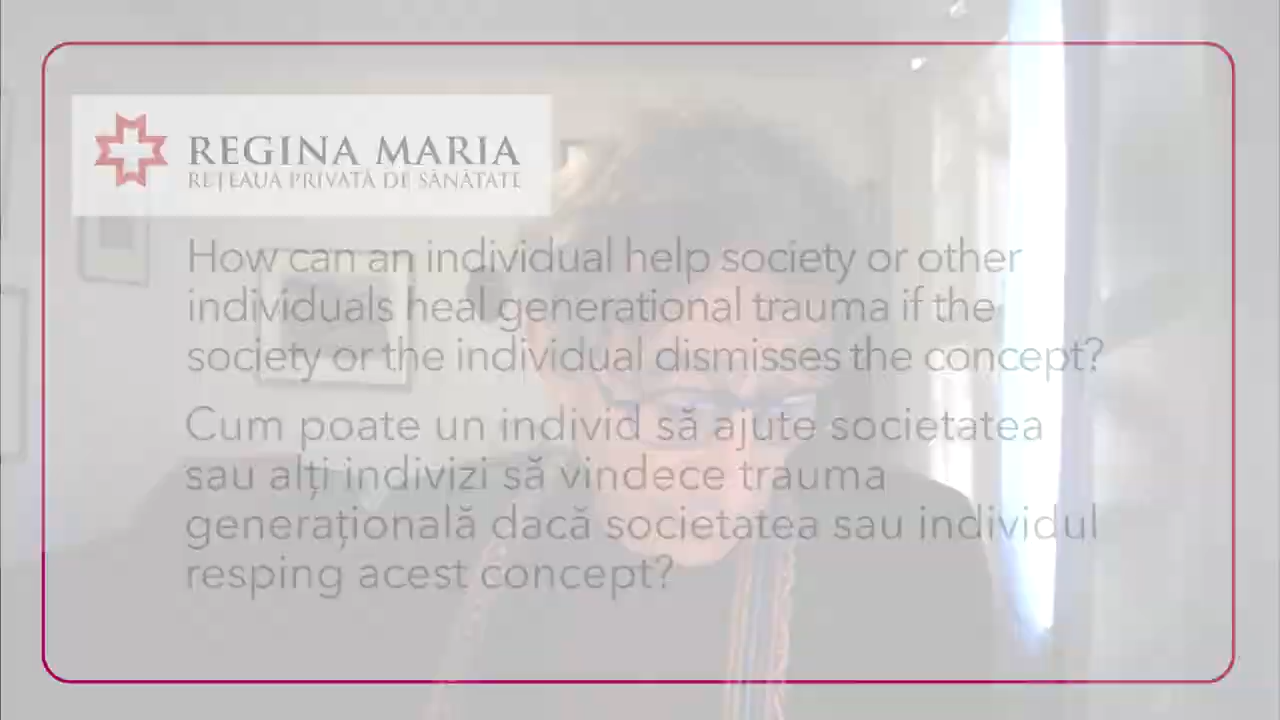 REGINA MARIA
REȚEAUA PRIVATĂ DE SĂNĂTATE
How can an individual help society or other
individuals heal generational trauma if the
society or the individual dismisses the concept?
Cum poate un individ să ajute societatea
sau alți indivizi să vindece trauma
generațională dacă societatea sau individul
resping acest concept?